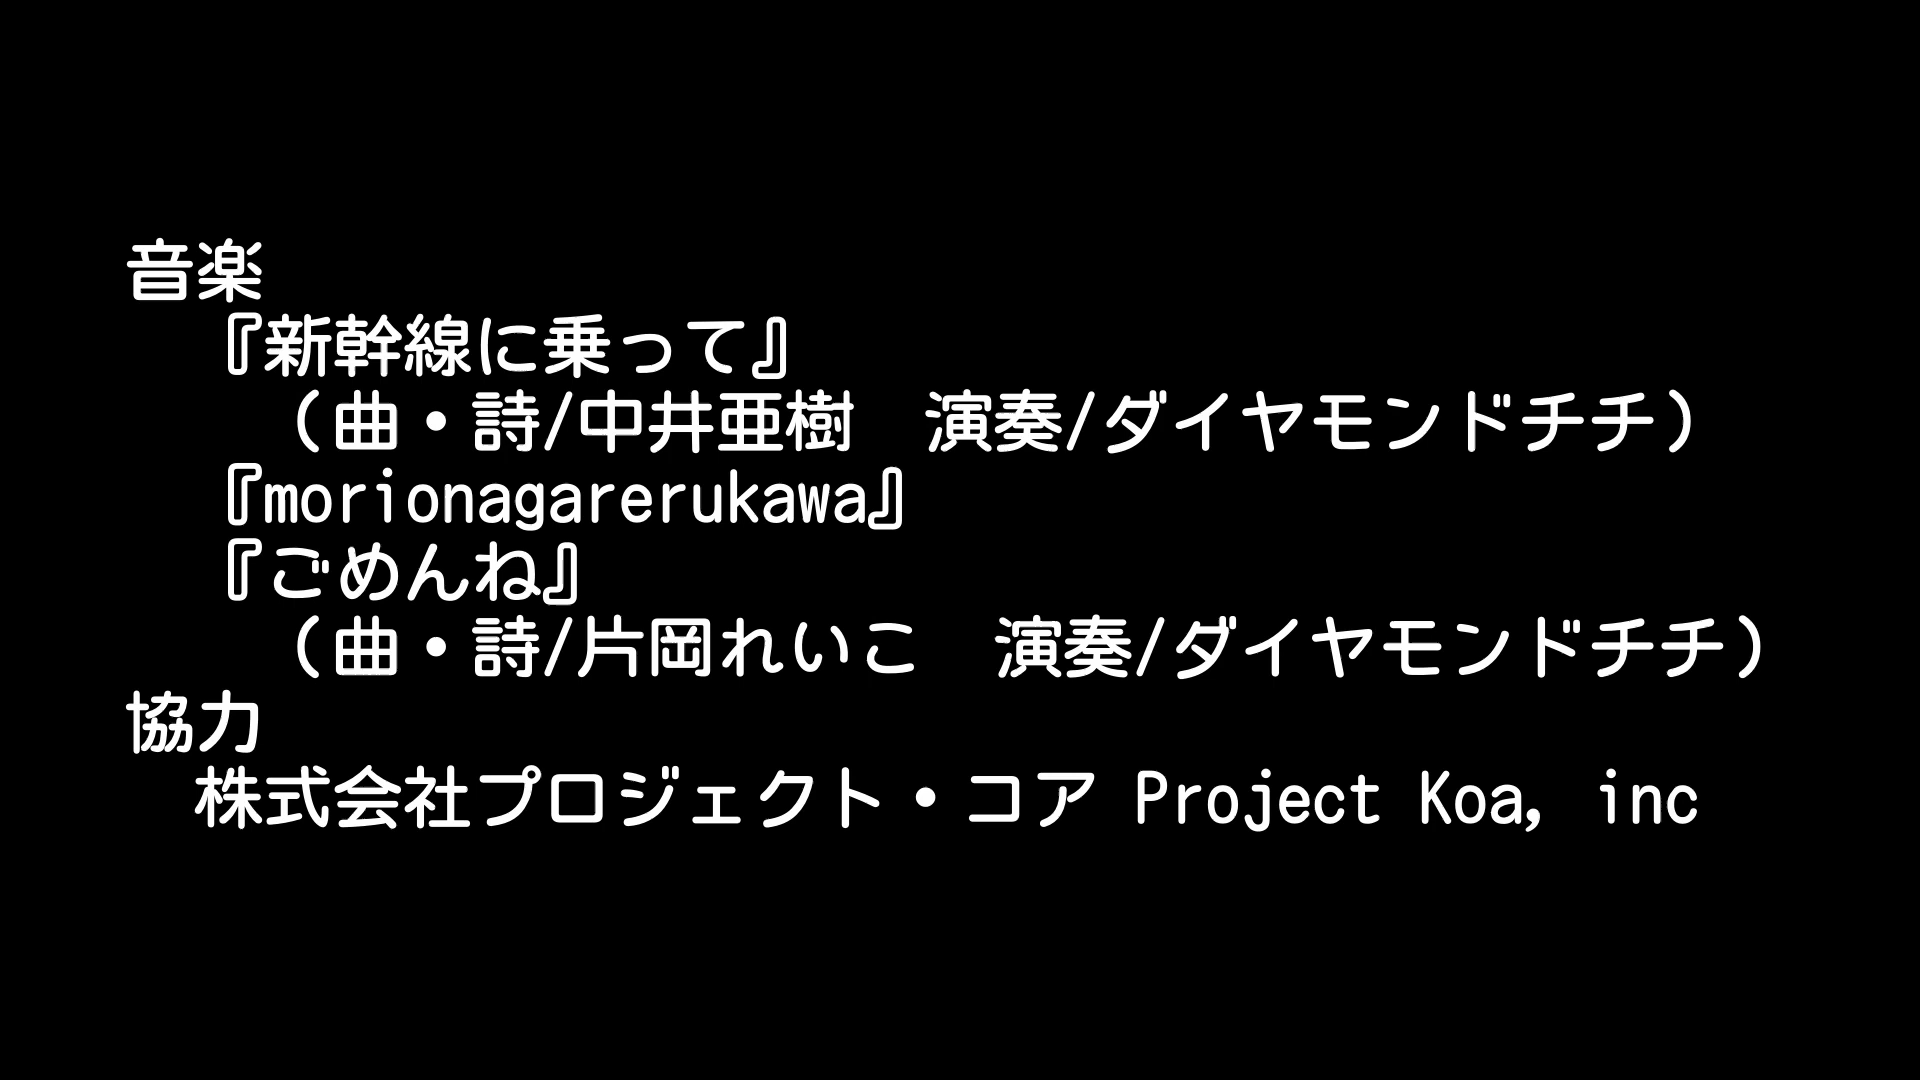 音楽
『新幹線に乗って』
（曲・詩/中井亜樹　演奏/ダイヤモンドチチ）
『morionagarerukawa』
『ごめんね』
（曲・詩/片岡れいこ　演奏/ダイヤモンドチチ）
協力
株式会社プロジェクト・コア Project Koa, inc